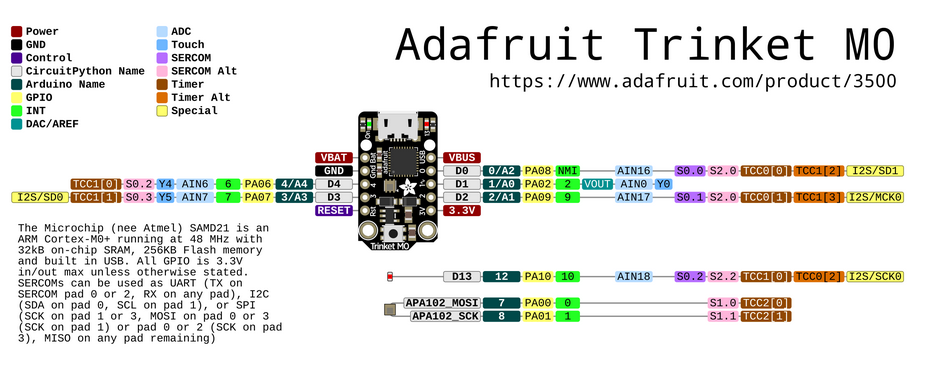 Adafruit Trinket M0
https://www.adafruit.com/product/3500
Power
GND
Control
CircuitPython Name
Arduino Name
GPIO
INT
DAC/AREF
ADC
Touch
SERCOM
SERCOM Alt
Timer
Timer Alt
Special
VBAT
GND
TCC1[0] S0.2 Y4 AIN6 6 PA06 4/A4 D4
I2S/SD0 TCC1[1] S0.3 Y5 AIN7 7 PA07 3/A3 D3
RESET
VBUS
D0 0/A2 PA08 NMI AIN16 S0.0 S2.0 TCC0[0] TCC1[2] I2S/SD1
D1 1/A0 PA02 2 VOUT AIN0 Y0
D2 2/A1 PA09 9 AIN17 S0.1 S2.0 TCC0[1] TCC1[3] I2S/MCK0
3.3V
Trinket M0
The Microchip (nee Atmel) SAMD21 is an
ARM Cortex-M0+ running at 48 MHz with
32kB on-chip SRAM, 256KB Flash memory
and built in USB. All GPIO is 3.3V
in/out max unless otherwise stated.
SERCOMs can be used as UART (TX on
SERCOM pad 0 or 2, RX on any pad), I2C
(SDA on pad 0, SCL on pad 1), or SPI
(SCK on pad 1 or 3, MOSI on pad 0 or 3
(SCK on pad 1) or pad 0 or 2 (SCK on pad
3), MISO on any pad remaining)
D13 12 PA10 10 AIN18 S0.2 S2.2 TCC1[0] TCC0[2] I2S/SCK0
APA102_MOSI 7 PA00 0 S1.0 TCC2[0]
APA102_SCK 8 PA01 1 S1.1 TCC2[1]